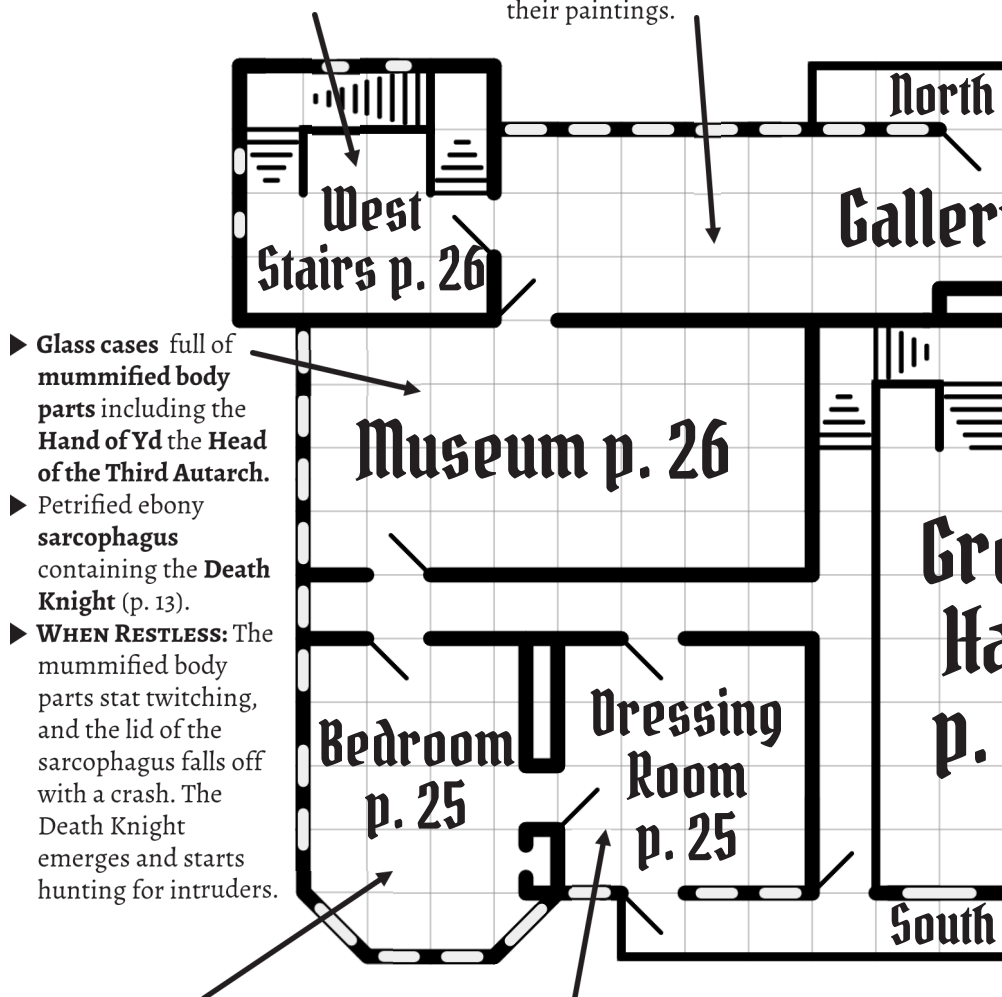 their paintings.
North
West
Stairs p. 26
Galler
▶ Glass cases full of
mummified body
parts including the
Hand of Yd the Head
of the Third Autarch.
▶ Petrified ebony
sarcophagus
containing the Death
Knight (p. 13).
▶ WHEN RESTLESS: The
mummified body
parts stat twitching,
and the lid of the
sarcophagus falls off
with a crash. The
Death Knight
emerges and starts
hunting for intruders.
Museum p. 26
Gre
Ha
p.
Bedroom
p. 25
Dressing
Room
p. 25
South